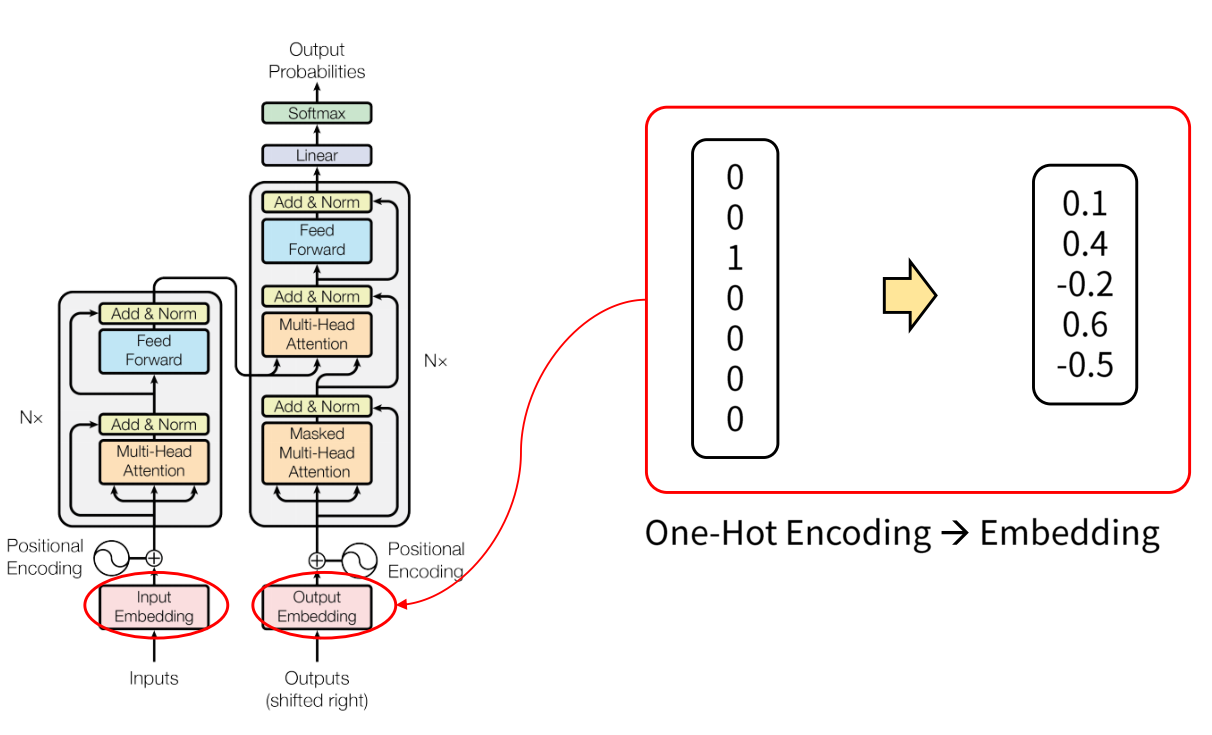 Output
Probabilities
Softmax
Linear
Add & Norm
Feed
Forward
Add & Norm
Multi-Head
Attention
Add & Norm
Masked
Multi-Head
Attention
N×
Positional
Encoding
Output
Embedding
Outputs
(shifted right)
Add & Norm
Feed
Forward
Add & Norm
Multi-Head
Attention
N×
Positional
Encoding
Input
Embedding
Inputs
0
0
1
0
0
0
0
0.1
0.4
-0.2
0.6
-0.5
One-Hot Encoding → Embedding